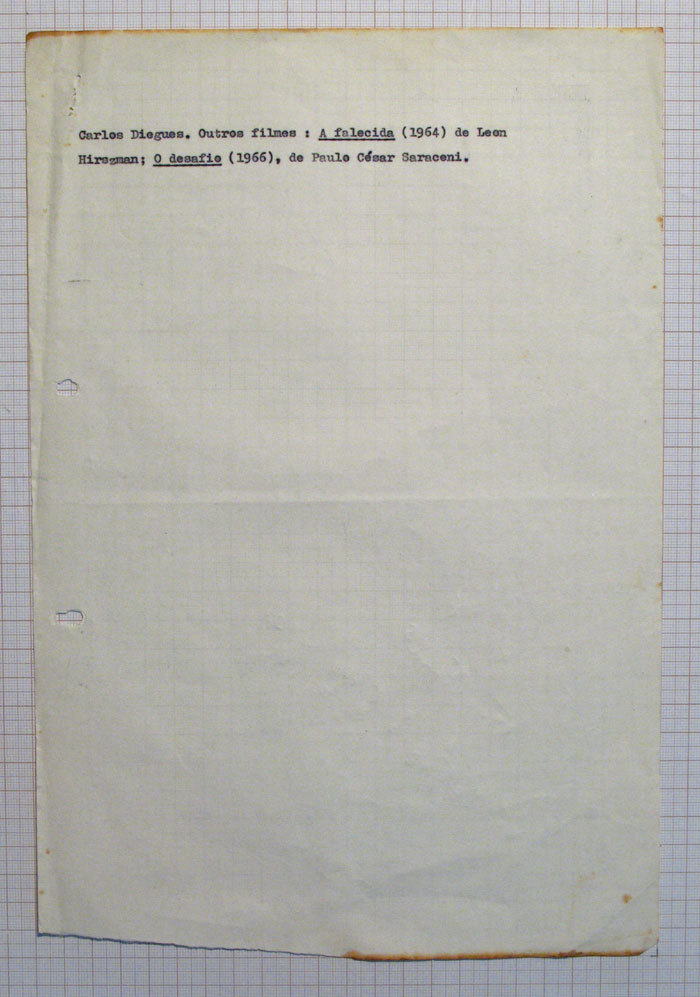 Carlos Diegues. Outros filmes : A falecida (1964) de Leon
Hirszman; O desafio (1966), de Paulo César Saraceni.